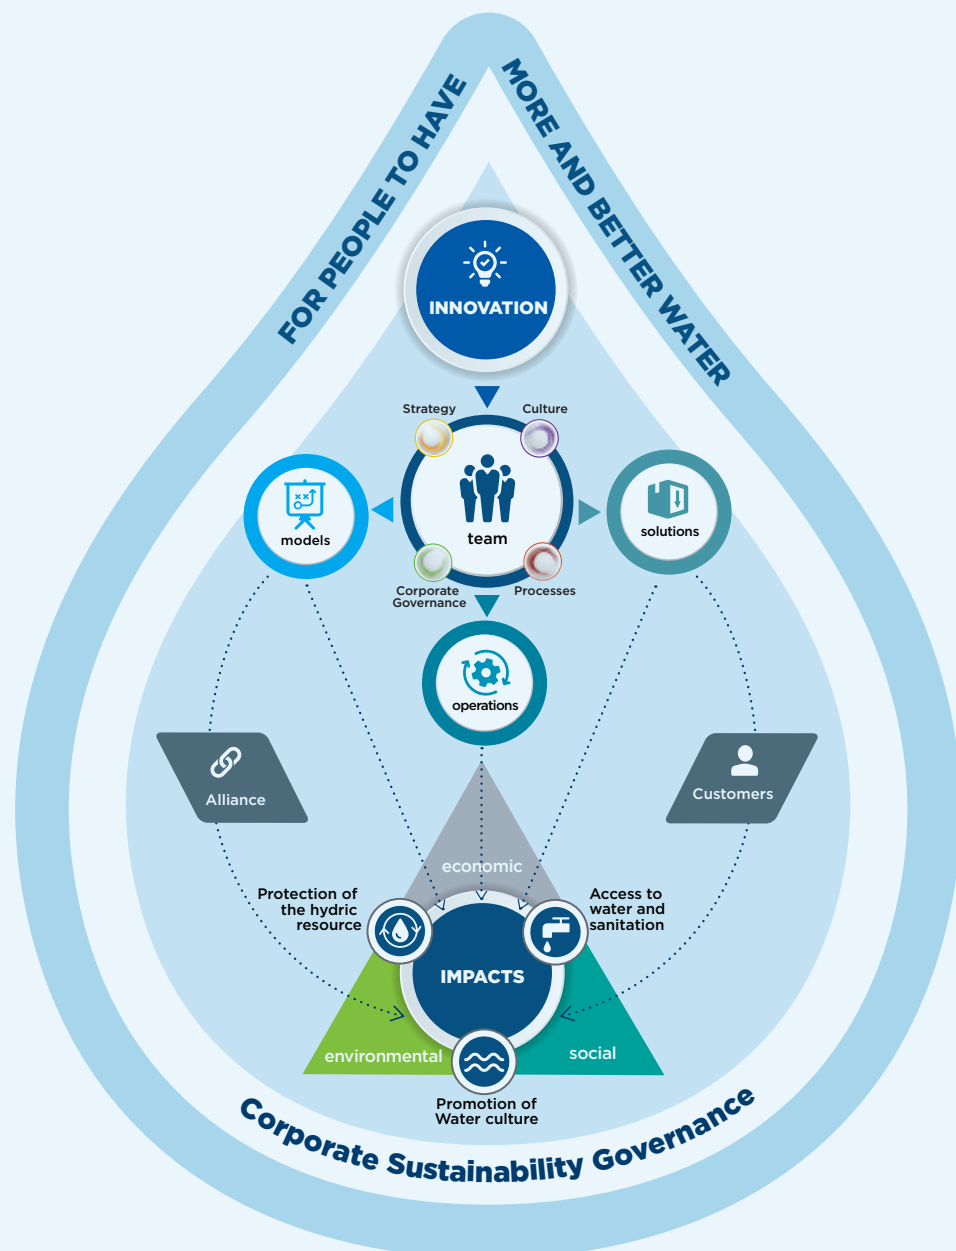 FOR PEOPLE TO HAVE
MORE AND BETTER WATER
INNOVATION
Strategy
Culture
models
team
solutions
Corporate
Governance
Processes
operations
Alliance
Customers
economic
Protection of
the hydric
resource
Access to
water and
sanitation
IMPACTS
environmental
social
Promotion of
Water culture
Corporate Sustainability Governance